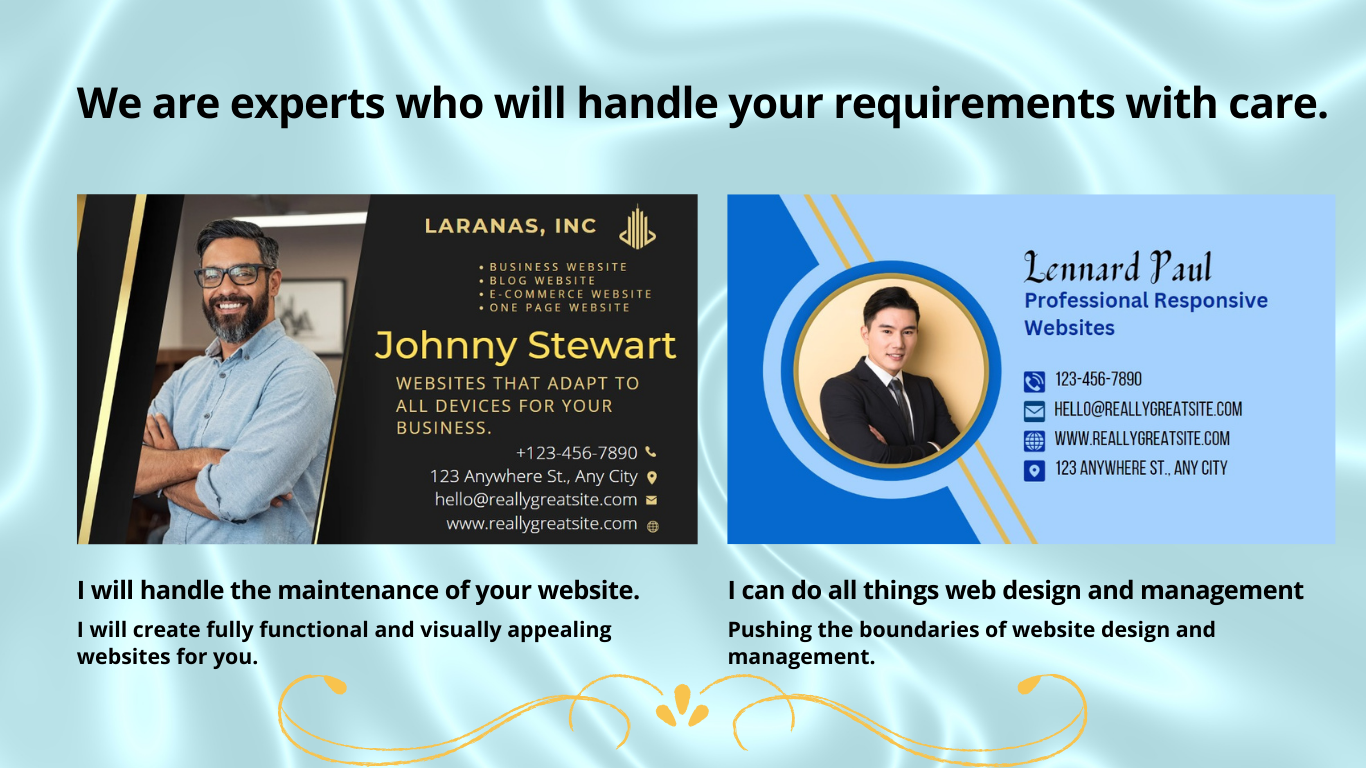 We are experts who will handle your requirements with care.
LARANAS, INC
• BUSINESS WEBSITE
• BLOG WEBSITE
• E-COMMERCE WEBSITE
• ONE PAGE WEBSITE
Johnny Stewart
WEBSITES THAT ADAPT TO
ALL DEVICES FOR YOUR
BUSINESS.
+123-456-7890
123 Anywhere St., Any City
hello@reallygreatsite.com
www.reallygreatsite.com
Lennard Paul
Professional Responsive
Websites
123-456-7890
HELLO@REALLYGREATSITE.COM
WWW.REALLYGREATSITE.COM
123 ANYWHERE ST., ANY CITY
I will handle the maintenance of your website.
I will create fully functional and visually appealing
websites for you.
I can do all things web design and management
Pushing the boundaries of website design and
management.